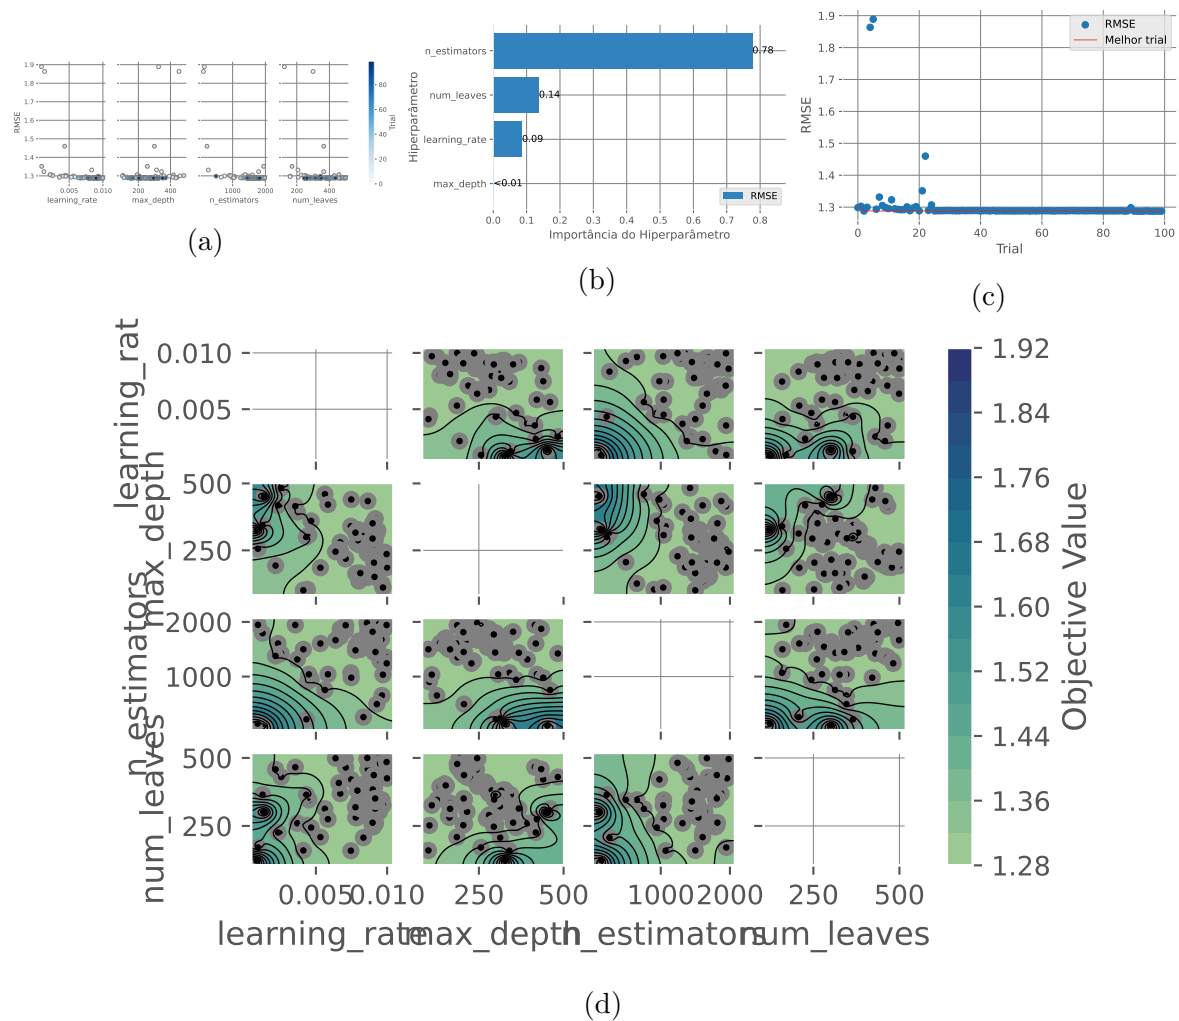 1.9
1.8
1.7
1.6
1.5
1.4
1.3
RMSE
0.005 0.010
learning_rate
200 400
max_depth
1000 2000
n_estimators
200 400
num_leaves
80
60
40
20
0
Trial
(a)
n_estimators
num_leaves
learning_rate
max_depth
Hiperparâmetro
0.78
0.14
0.09
<0.01
RMSE
0.0 0.1 0.2 0.3 0.4 0.5 0.6 0.7 0.8
Importância do Hiperparâmetro
(b)
1.9
1.8
1.7
1.6
1.5
1.4
1.3
RMSE
RMSE
Melhor trial
0 20 40 60 80 100
Trial
(c)
learning_rat
0.010
0.005
max_depth
500
250
n_estimators
2000
1000
num_leaves
500
250
0.005 0.010
learning_rate
250 500
max_depth
1000 2000
n_estimators
250 500
num_leaves
1.92
1.84
1.76
1.68
1.60
1.52
1.44
1.36
1.28
Objective Value
(d)